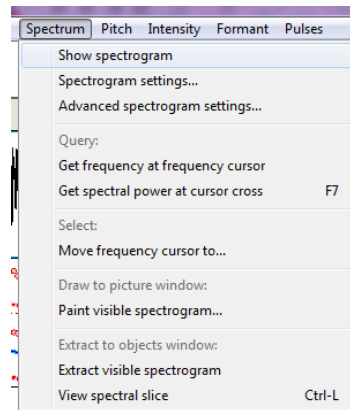 Spectrum Pitch Intensity Formant Pulses
Show spectrogram
Spectrogram settings...
Advanced spectrogram settings...
Query:
Get frequency at frequency cursor
Get spectral power at cursor cross F7
Select:
Move frequency cursor to...
Draw to picture window:
Paint visible spectrogram...
Extract to objects window:
Extract visible spectrogram
View spectral slice Ctrl-L